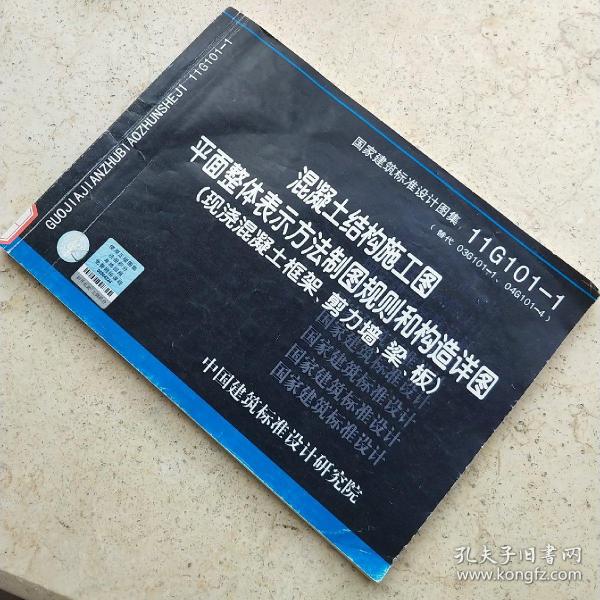 GUOJIAJIANZHUBIAOZHUNSHEJI 11G101-1
国家建筑标准设计图集 11G101-1
(替代 03G101-1、04G101-4)
混凝土结构施工图
平面整体表示方法制图规则和构造详图
(现浇混凝土框架、剪力墙、梁、板)
国家建筑标准设计
国家建筑标准设计
国家建筑标准设计
国家建筑标准设计
中国建筑标准设计研究院
孔夫子旧书网
www.kongfz.com